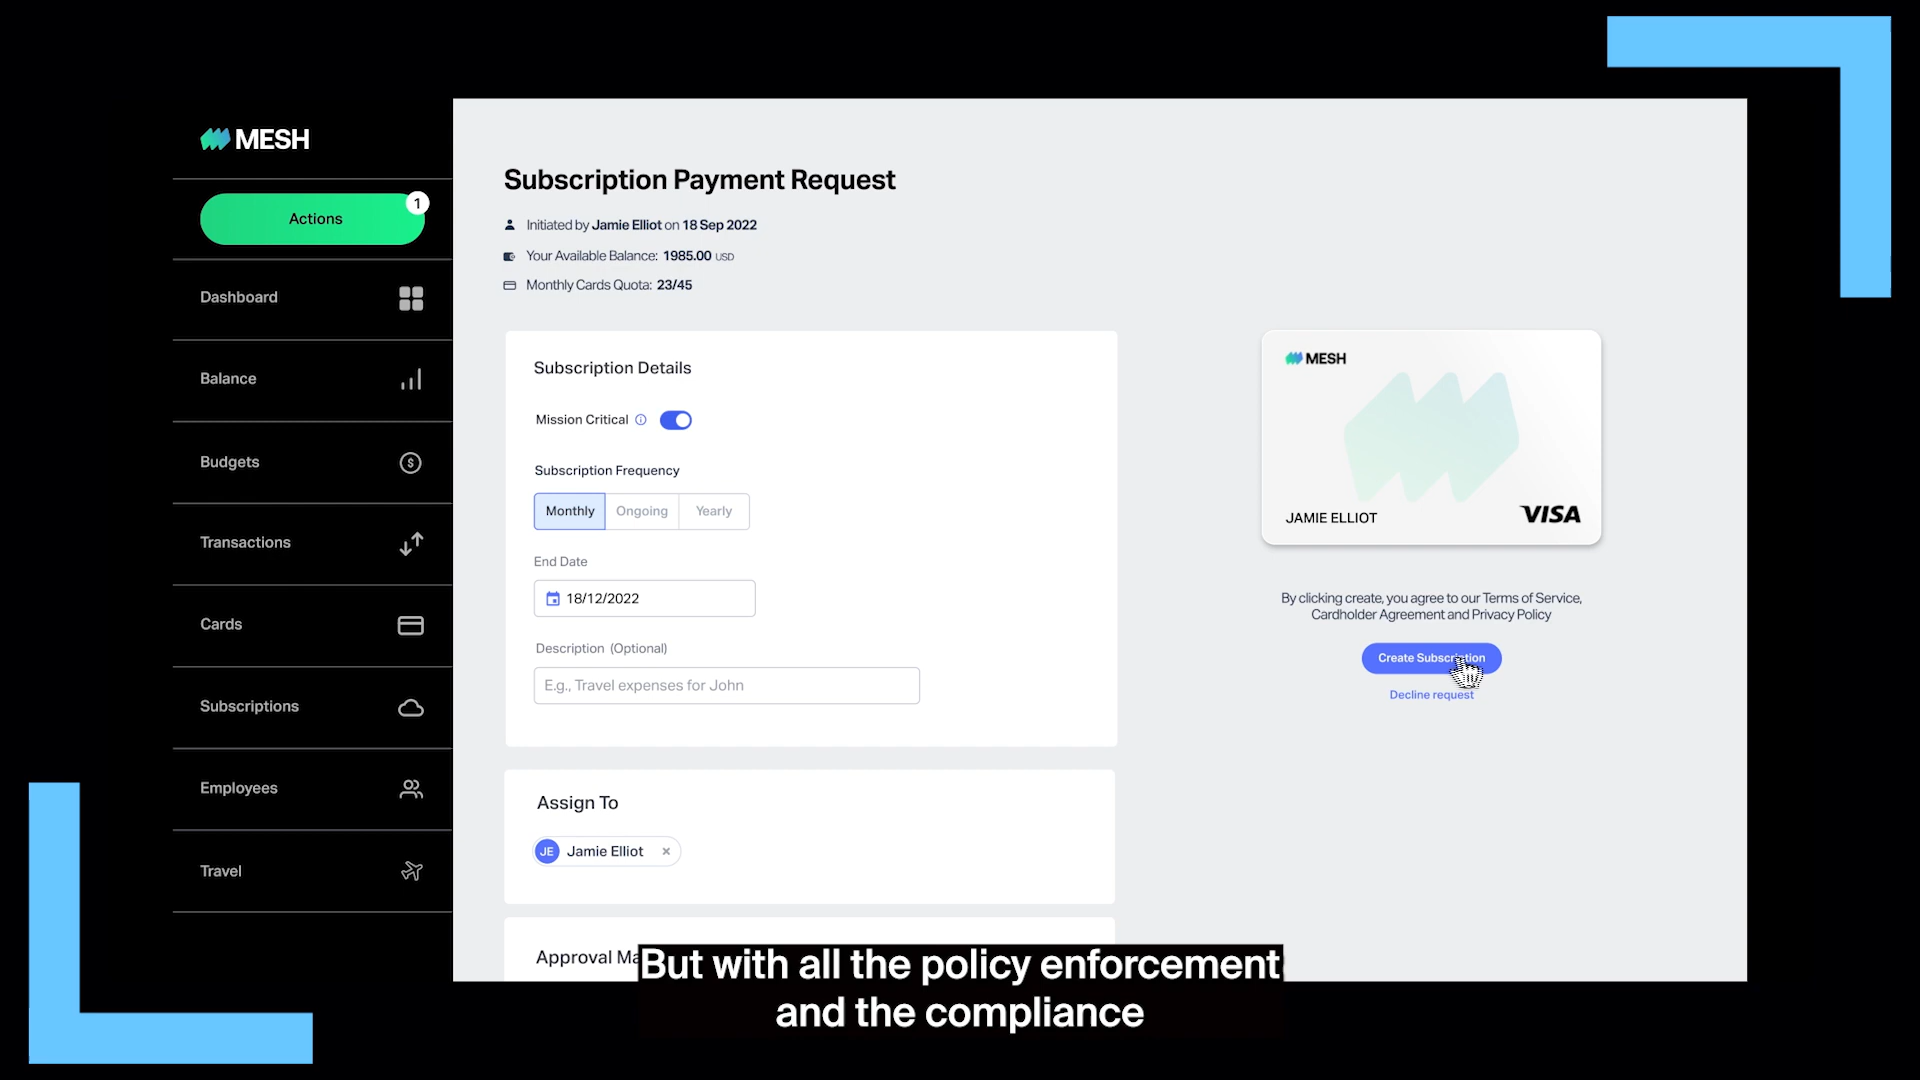 MESH
Actions
1
Dashboard
Balance
Budgets
Transactions
Cards
Subscriptions
Employees
Travel
Subscription Payment Request
Initiated by Jamie Elliot on 18 Sep 2022
Your Available Balance: 1985.00 USD
Monthly Cards Quota: 23/45
Subscription Details
Mission Critical
Subscription Frequency
Monthly Ongoing Yearly
End Date
18/12/2022
Description (Optional)
E.g., Travel expenses for John
Assign To
JE Jamie Elliot ×
Approval Ma
MESH
JAMIE ELLIOT VISA
By clicking create, you agree to our Terms of Service,
Cardholder Agreement and Privacy Policy
Create Subscription
Decline request
But with all the policy enforcement
and the compliance